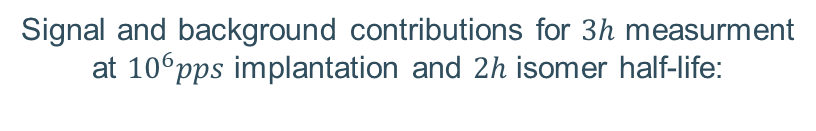 Signal and background contributions for 3h measurment
at 10⁶pps implantation and 2h isomer half-life: